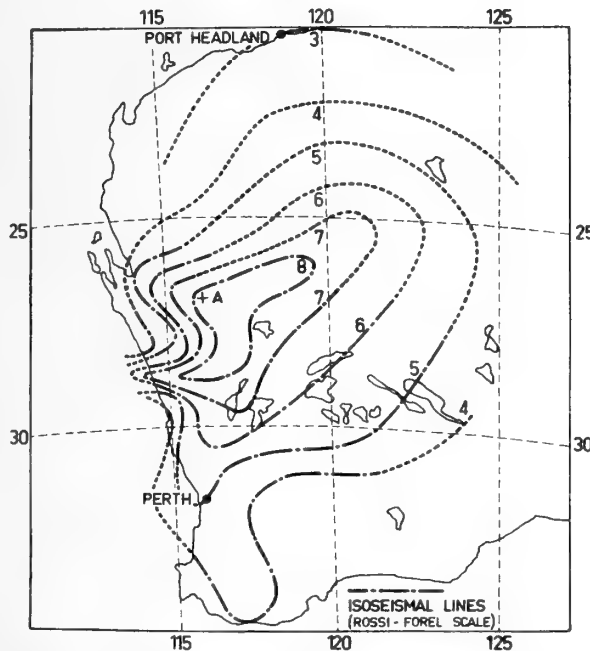 115 120 125
PORT HEADLAND 3
4
5
6
7
25 25
8
+A
7
6
5
4
30 30
PERTH
ISOSEISMAL LINES
(ROSSI-FOREL SCALE)
115 120 125